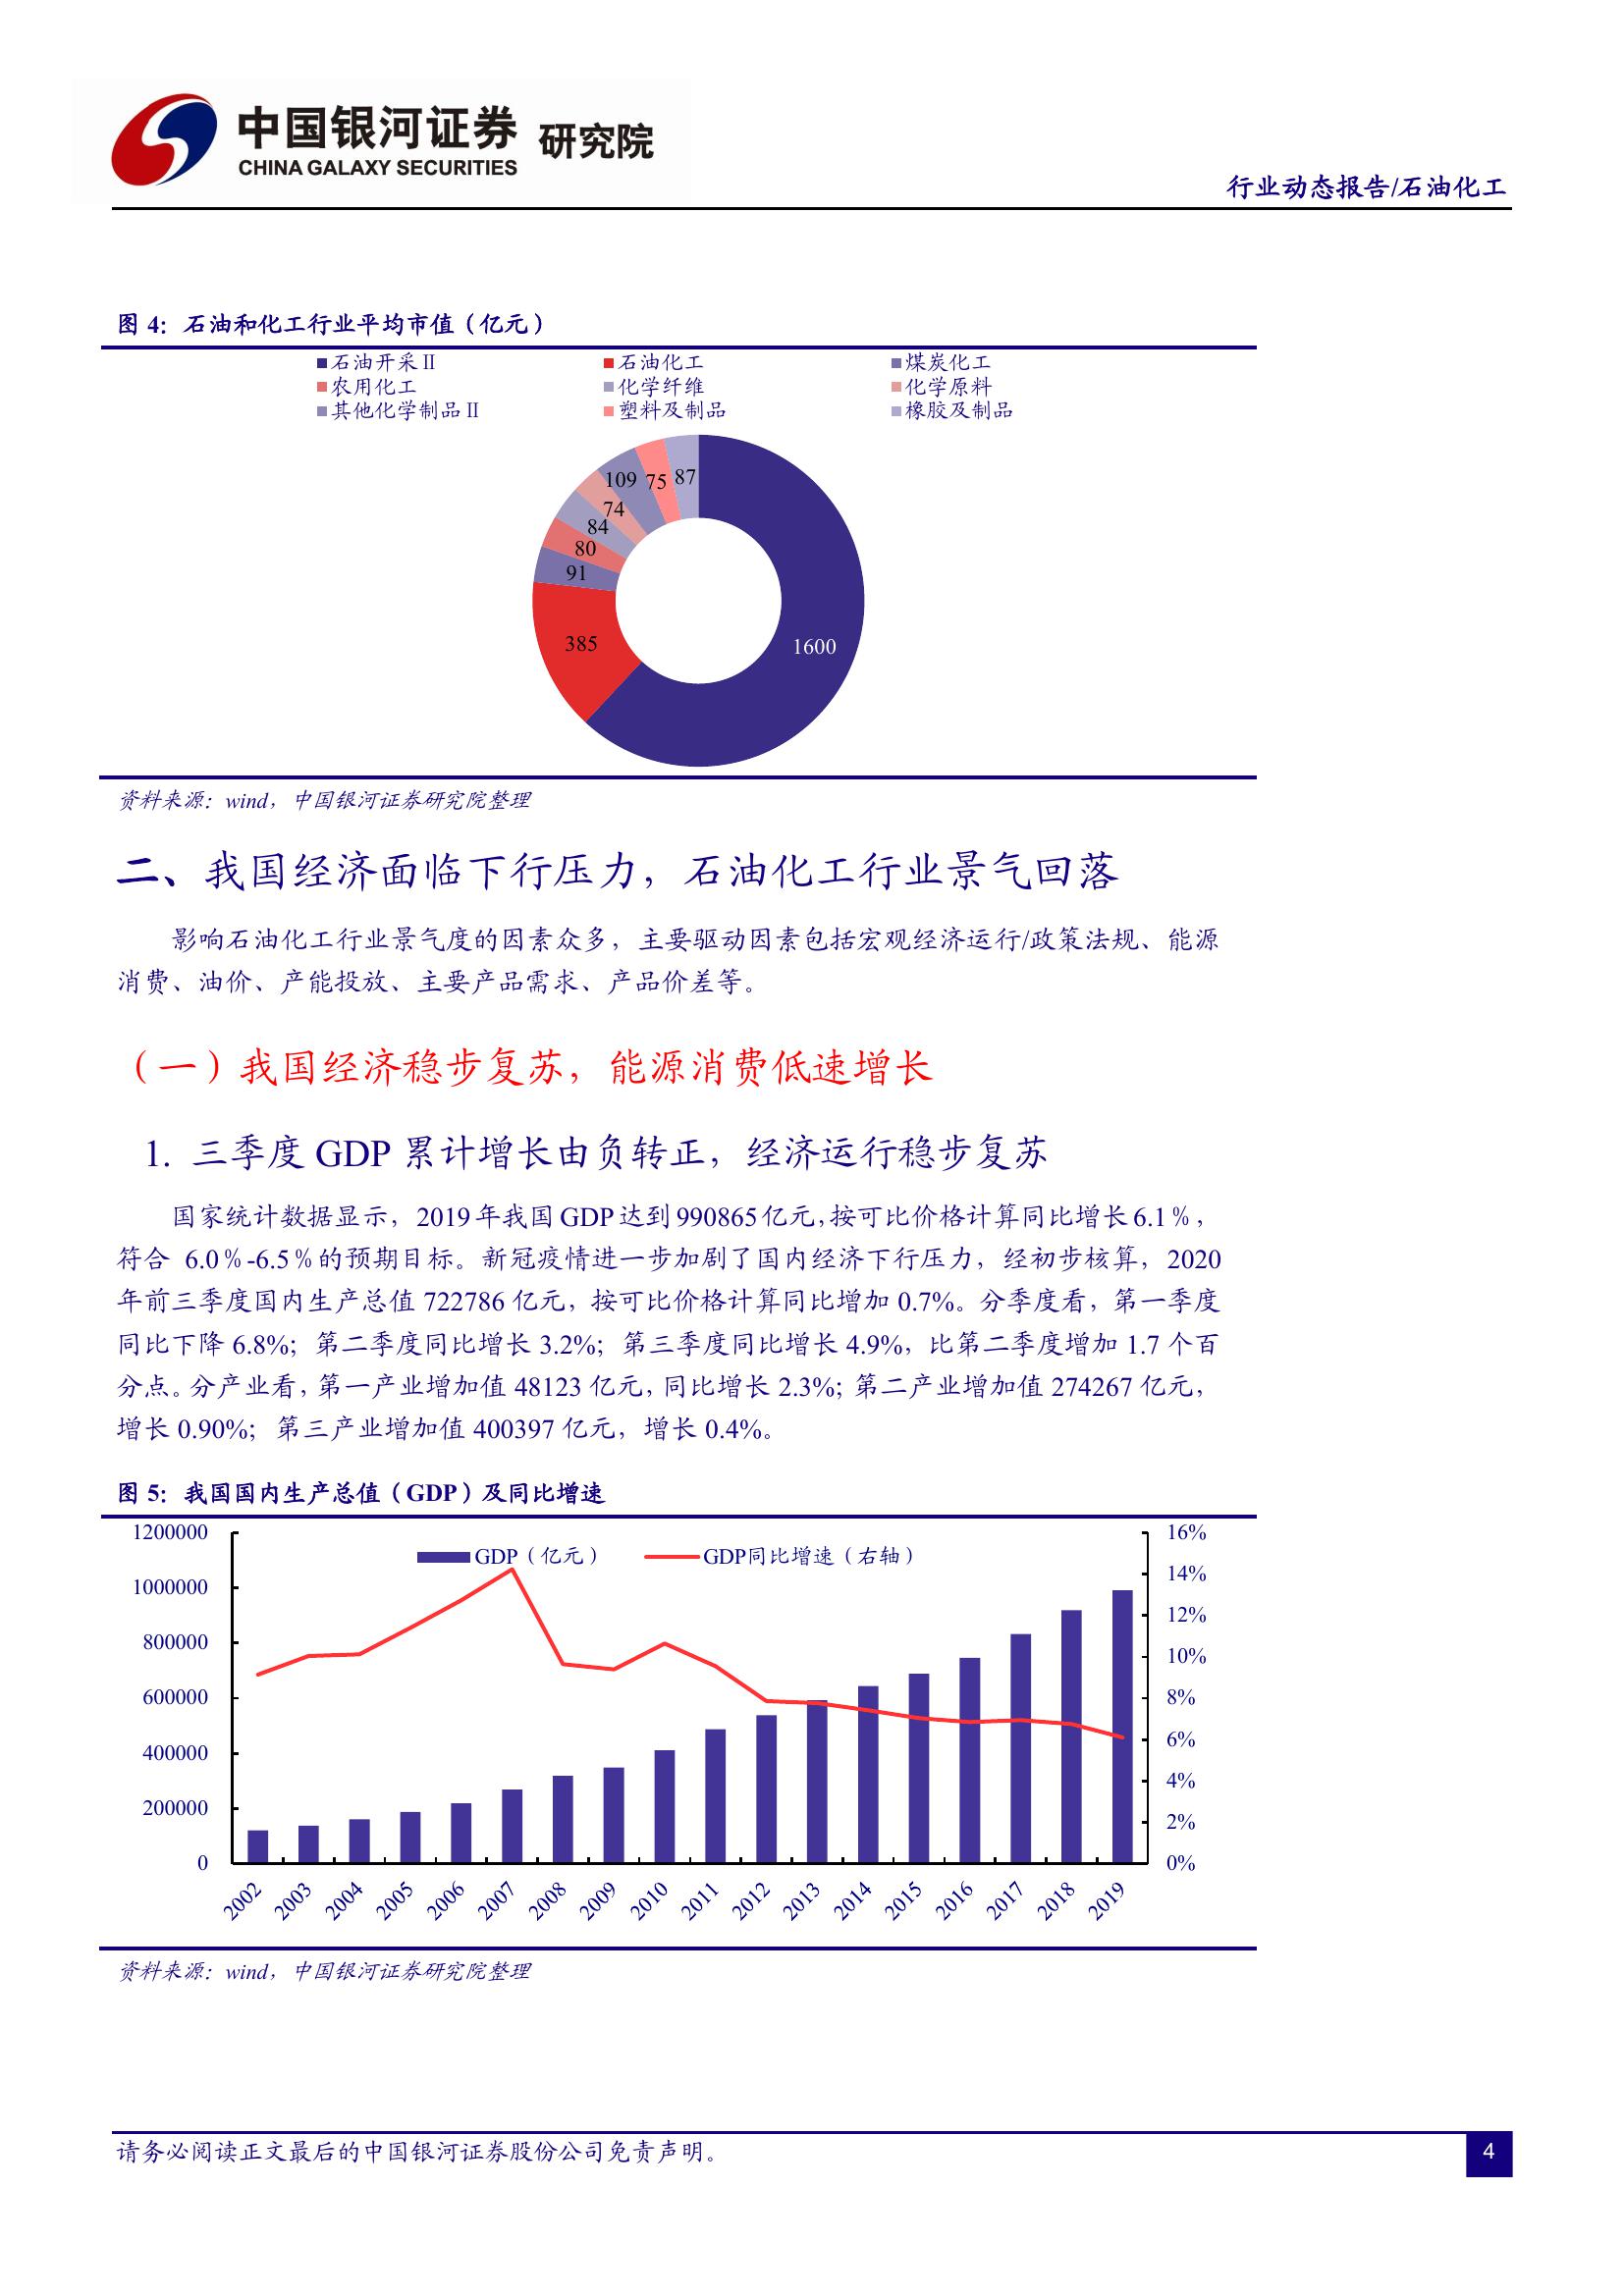 中国银河证券 研究院
CHINA GALAXY SECURITIES
行业动态报告/石油化工
图 4：石油和化工行业平均市值（亿元）
石油开采Ⅱ 石油化工 煤炭化工
农用化工 化学纤维 化学原料
其他化学制品Ⅱ 塑料及制品 橡胶及制品
109 75 87
74
84
80
91
385
1600
资料来源：wind，中国银河证券研究院整理
二、我国经济面临下行压力，石油化工行业景气回落
影响石油化工行业景气度的因素众多，主要驱动因素包括宏观经济运行/政策法规、能源
消费、油价、产能投放、主要产品需求、产品价差等。
（一）我国经济稳步复苏，能源消费低速增长
1. 三季度 GDP 累计增长由负转正，经济运行稳步复苏
国家统计数据显示，2019 年我国 GDP 达到 990865 亿元，按可比价格计算同比增长 6.1％，
符合 6.0％-6.5％的预期目标。新冠疫情进一步加剧了国内经济下行压力，经初步核算，2020
年前三季度国内生产总值 722786 亿元，按可比价格计算同比增加 0.7%。分季度看，第一季度
同比下降 6.8%；第二季度同比增长 3.2%；第三季度同比增长 4.9%，比第二季度增加 1.7 个百
分点。分产业看，第一产业增加值 48123 亿元，同比增长 2.3%；第二产业增加值 274267 亿元，
增长 0.90%；第三产业增加值 400397 亿元，增长 0.4%。
图 5：我国国内生产总值（GDP）及同比增速
GDP（亿元） GDP同比增速（右轴）
1200000 16%
14%
1000000
12%
800000
10%
600000 8%
6%
400000
4%
200000
2%
0 0%
2002 2003 2004 2005 2006 2007 2008 2009 2010 2011 2012 2013 2014 2015 2016 2017 2018 2019
资料来源：wind，中国银河证券研究院整理
请务必阅读正文最后的中国银河证券股份公司免责声明。
4